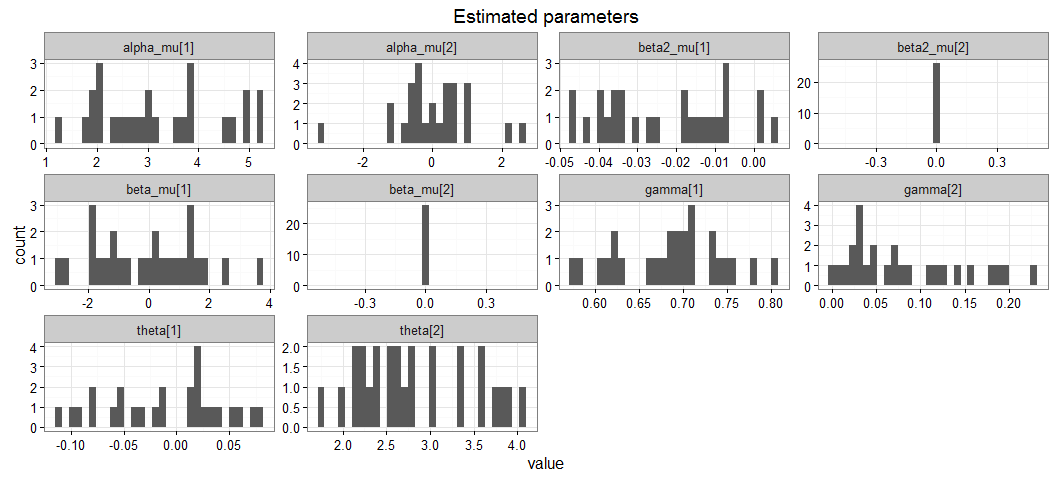 Estimated parameters
alpha_mu[1] alpha_mu[2] beta2_mu[1] beta2_mu[2]
3 4 3 20
2 3 2 10
1 2 1 0
0 1 0
0
1 2 3 4 5 -2 0 2 -0.05 -0.04 -0.03 -0.02 -0.01 0.00 -0.3 0.0 0.3
beta_mu[1] beta_mu[2] gamma[1] gamma[2]
3 20 3 4
2 10 2 3
1 0 1 2
0 0 1
0
-2 0 2 4 -0.3 0.0 0.3 0.60 0.65 0.70 0.75 0.80 0.00 0.05 0.10 0.15 0.20
count
theta[1] theta[2]
4 2.0
3 1.5
2 1.0
1 0.5
0 0.0
-0.10 -0.05 0.00 0.05 2.0 2.5 3.0 3.5 4.0
value